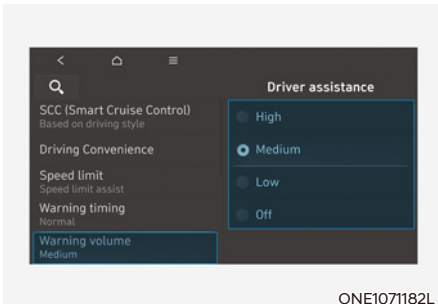 Driver assistance
SCC (Smart Cruise Control)
Based on driving style
Driving Convenience
Speed limit
Speed limit assist
Warning timing
Normal
Warning volume
Medium
High
Medium
Low
Off
ONE1071182L